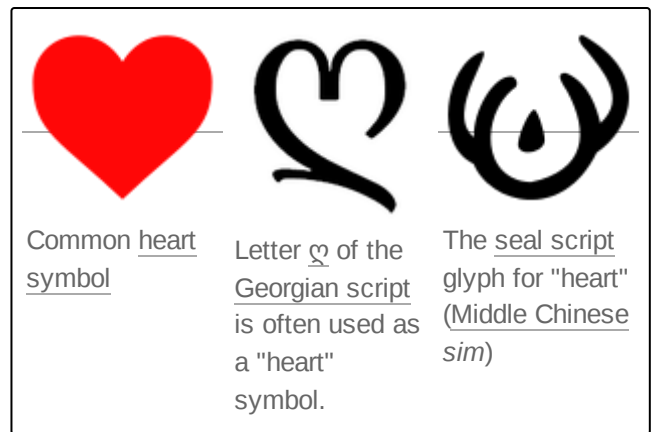 Common heart
symbol
Letter ღ of the
Georgian script
is often used as
a "heart"
symbol.
The seal script
glyph for "heart"
(Middle Chinese
sim)